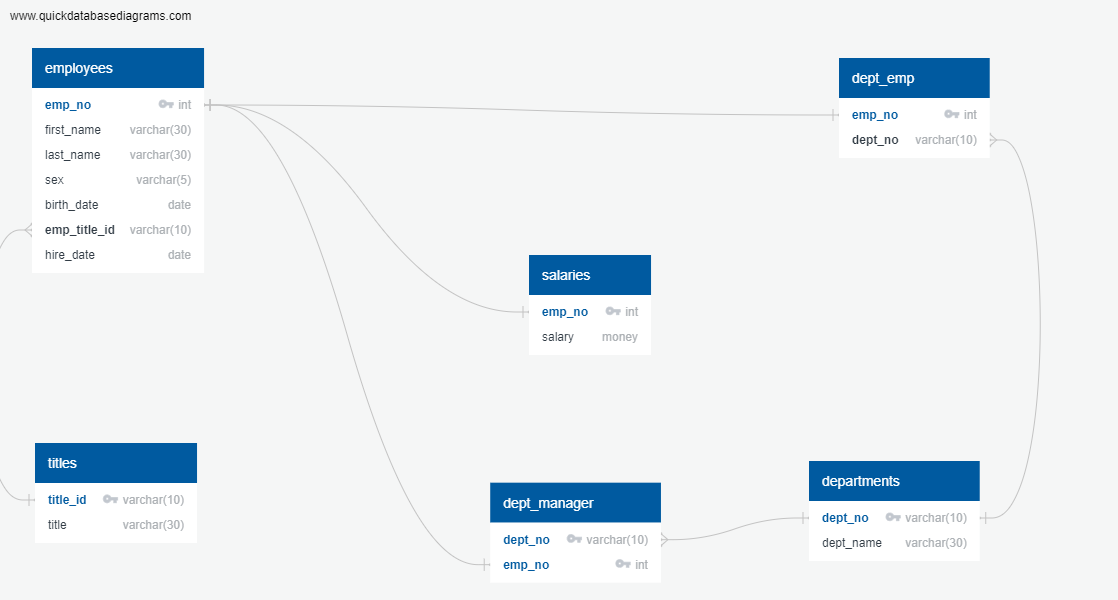 www.quickdatabasediagrams.com
employees
emp_no int
first_name varchar(30)
last_name varchar(30)
sex varchar(5)
birth_date date
emp_title_id varchar(10)
hire_date date
dept_emp
emp_no int
dept_no varchar(10)
salaries
emp_no int
salary money
titles
title_id varchar(10)
title varchar(30)
dept_manager
dept_no varchar(10)
emp_no int
departments
dept_no varchar(10)
dept_name varchar(30)